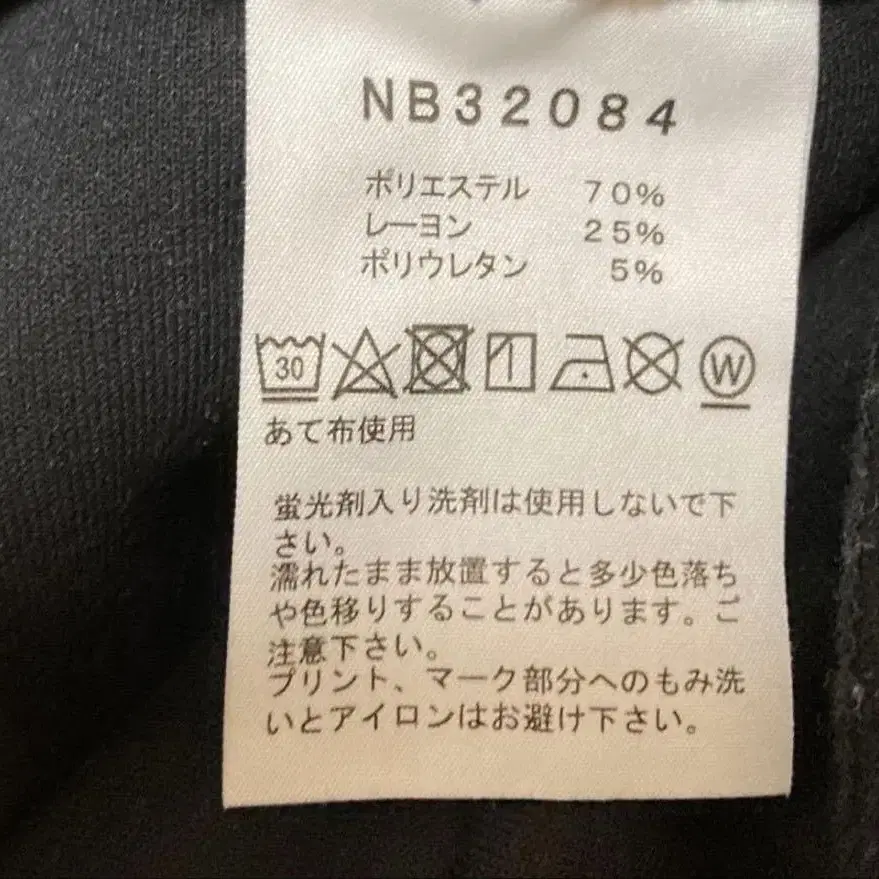 NB32084
ポリエステル 70%
レーヨン 25%
ポリウレタン 5%
30 W
あて布使用
蛍光剤入り洗剤は使用しないで下
さい。
濡れたまま放置すると多少色落ち
や色移りすることがあります。ご
注意下さい。
プリント、マーク部分へのもみ洗
いとアイロンはお避け下さい。